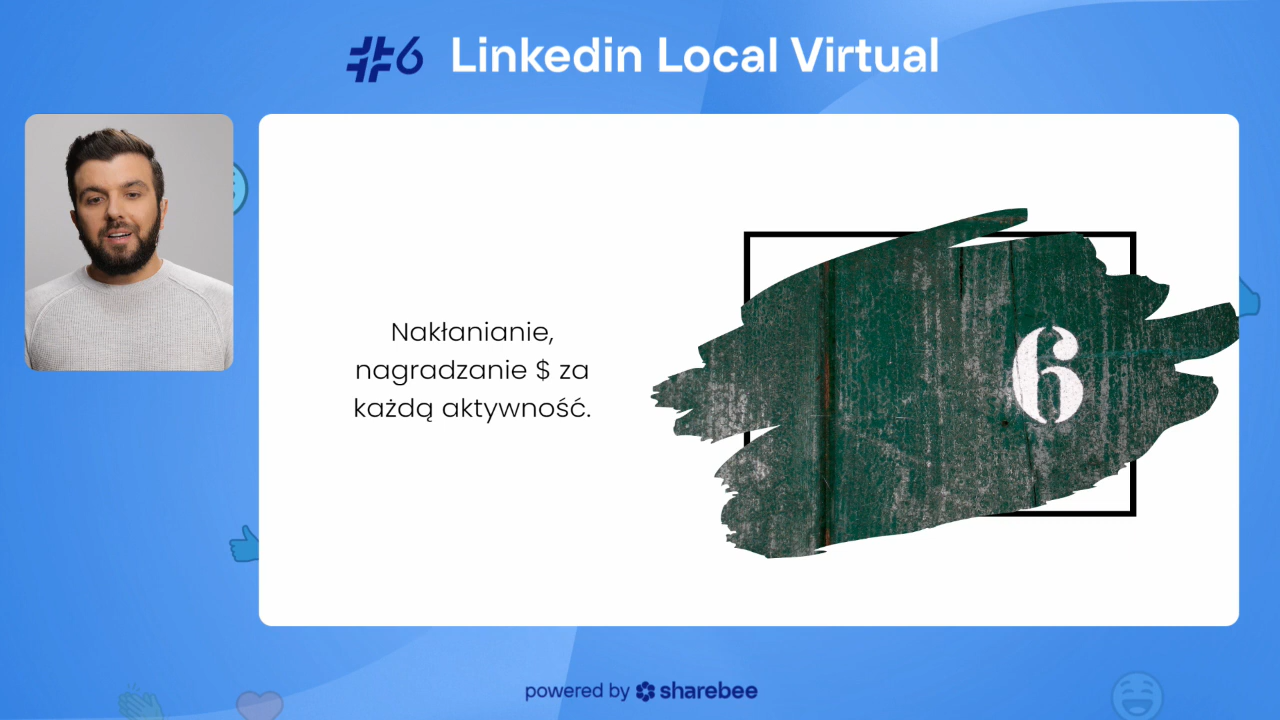 #6 Linkedin Local Virtual
Nakłanianie,
nagradzanie $ za
każdą aktywność.
6
powered by sharebee